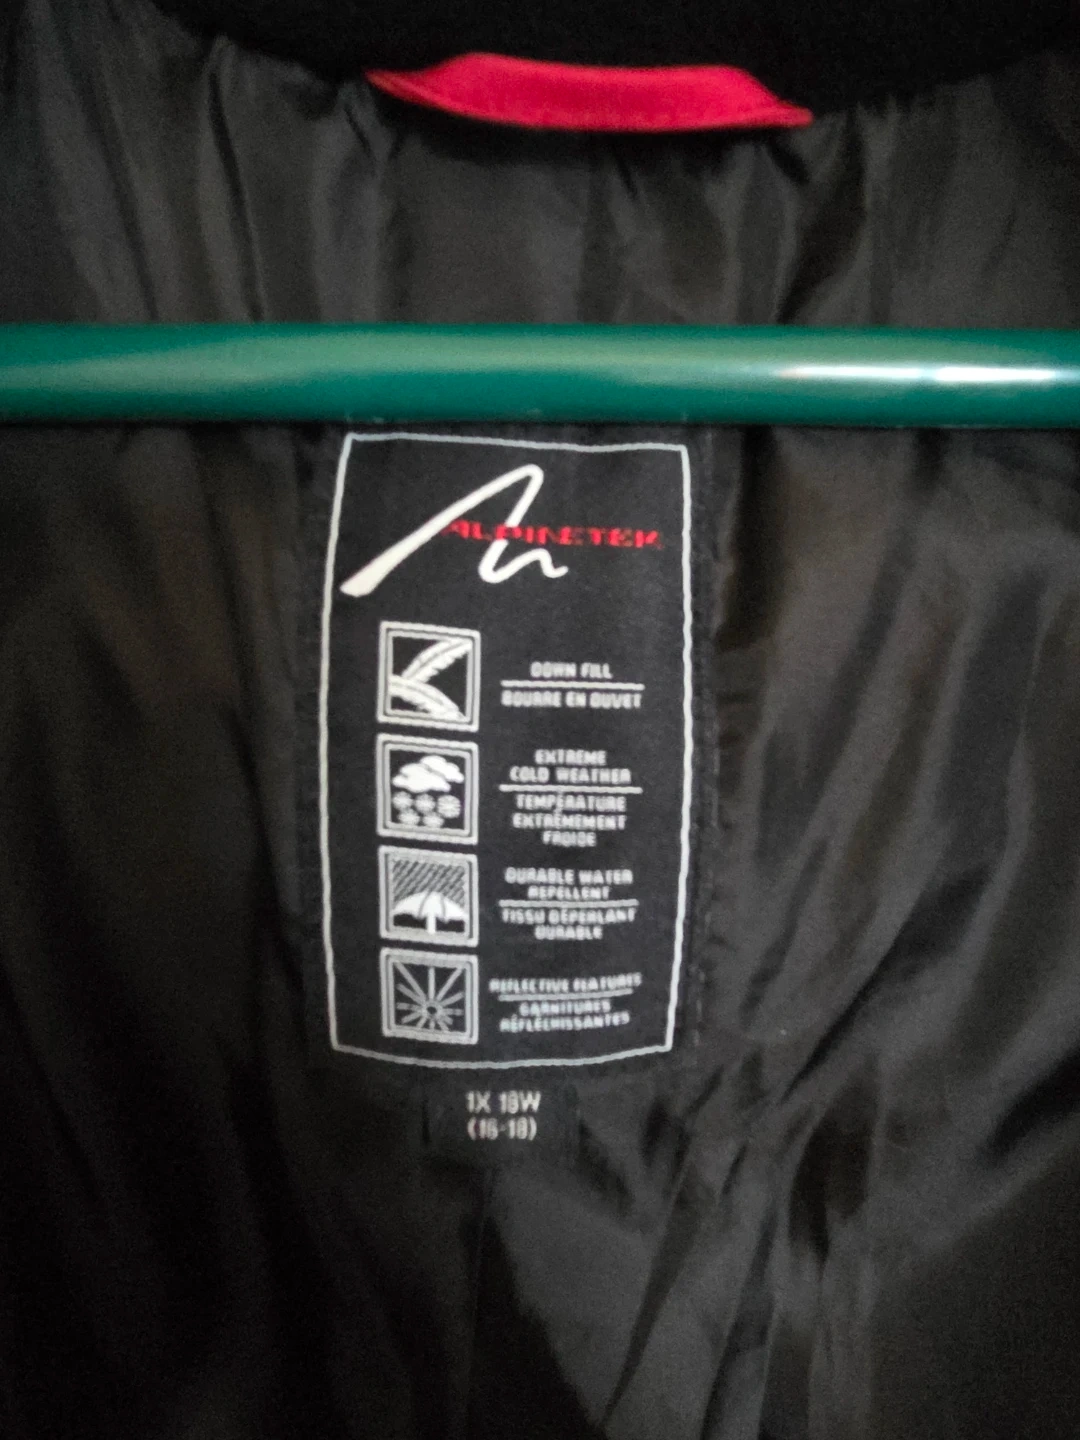 ALPINETEK
DOWN FILL
BOURRE EN DUVET
EXTREME
COLD WEATHER
TEMPÉRATURE
EXTRÊMEMENT
FROIDE
DURABLE WATER
REPELLENT
TISSU DÉPERLANT
DURABLE
REFLECTIVE FEATURES
GARNITURES
RÉFLÉCHISSANTES
1X 18W
(16-18)